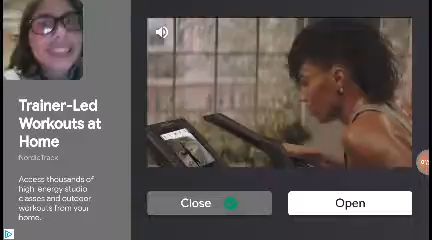 Trainer-Led
Workouts at
Home
NordicTrack
Access thousands of
high energy studio
classes and outdoor
workouts from your
home.
Close
Open